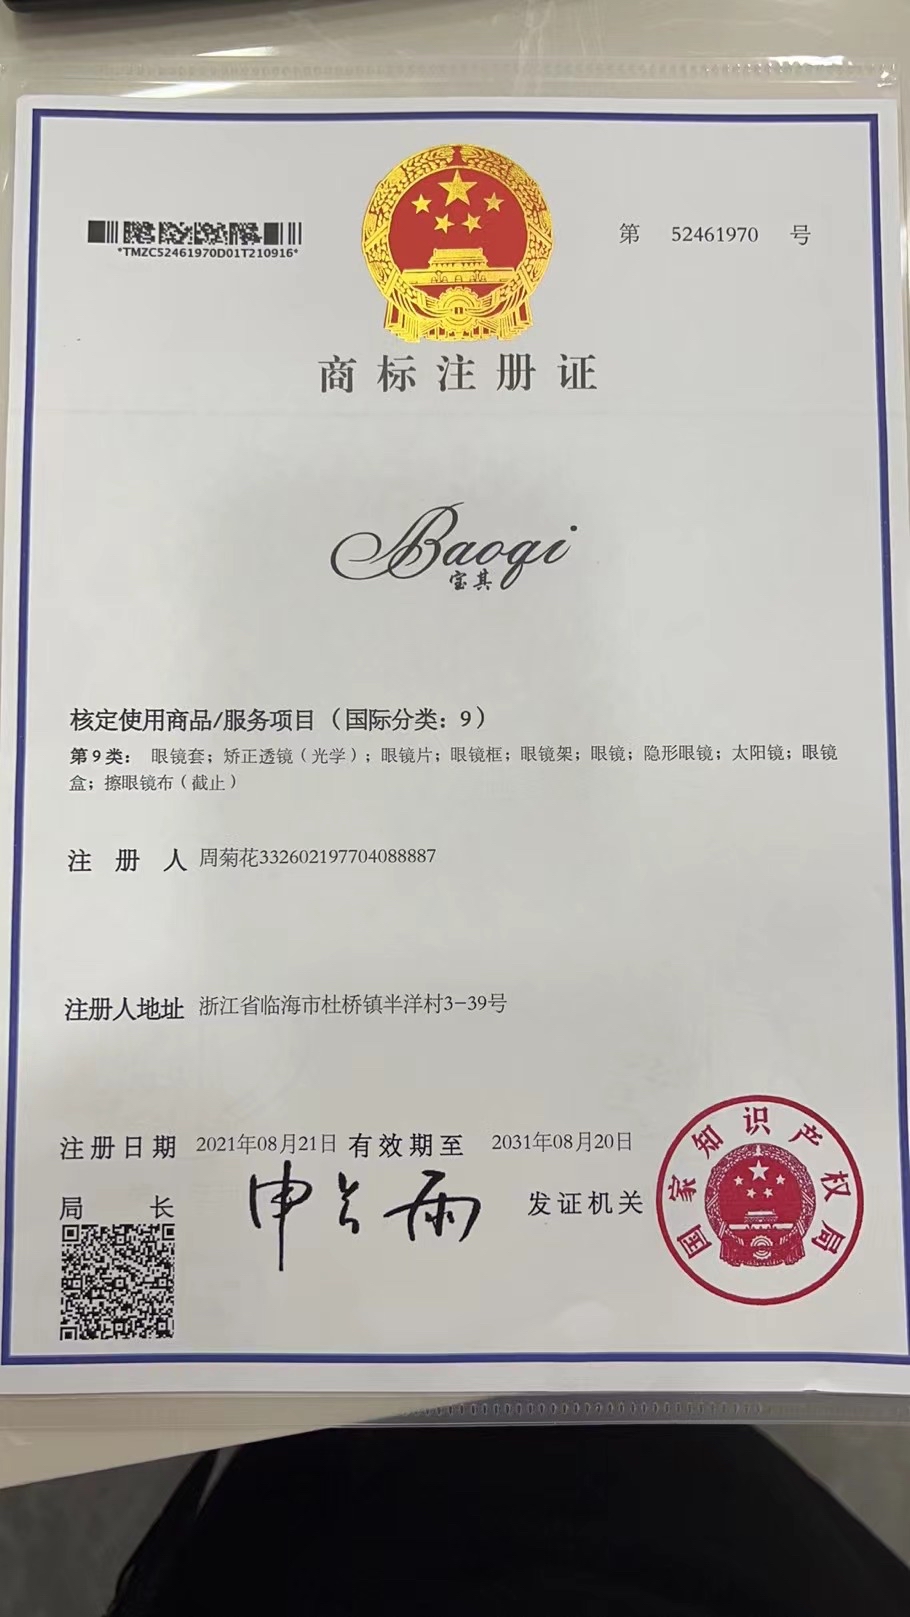 *TMZC52461970D01T210916*
第 52461970 号
商标注册证
Baoqi
宝其
核定使用商品/服务项目（国际分类：9）
第9类： 眼镜套；矫正透镜（光学）；眼镜片；眼镜框；眼镜架；眼镜；隐形眼镜；太阳镜；眼镜
盒；擦眼镜布（截止）
注 册 人 周菊花332602197704088887
注册人地址 浙江省临海市杜桥镇半洋村3-39号
注册日期 2021年08月21日 有效期至 2031年08月20日
局 长 申长雨 发证机关
国家知识产权局